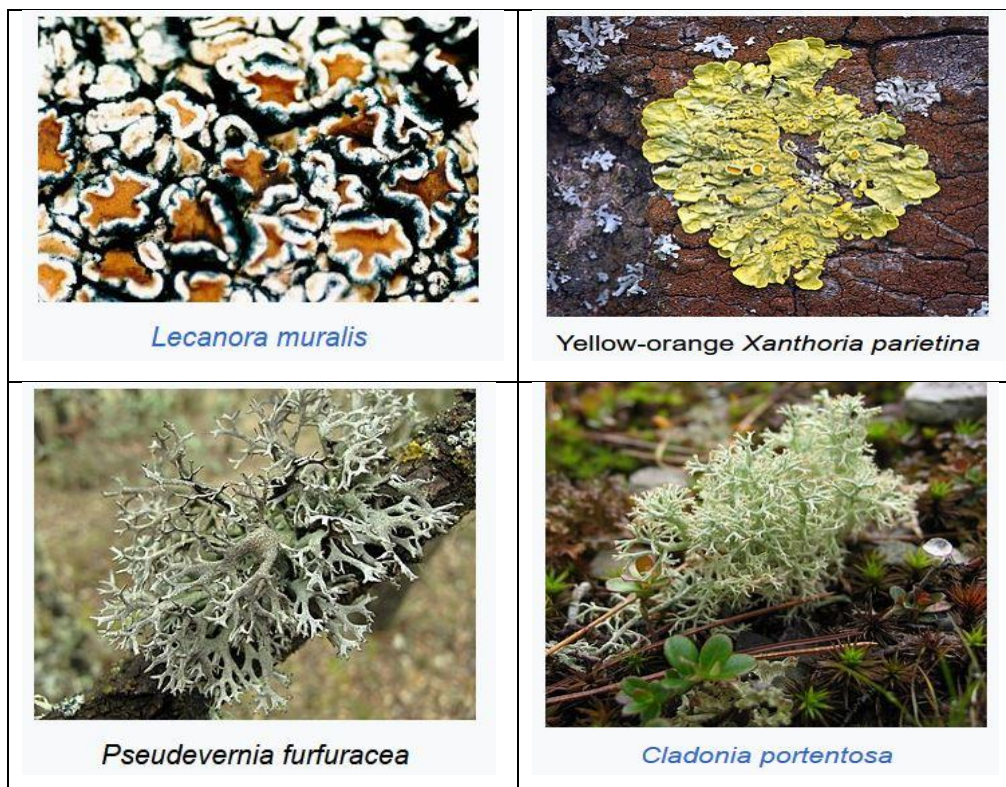 Lecanora muralis
Yellow-orange Xanthoria parietina
Pseudevernia furfuracea
Cladonia portentosa